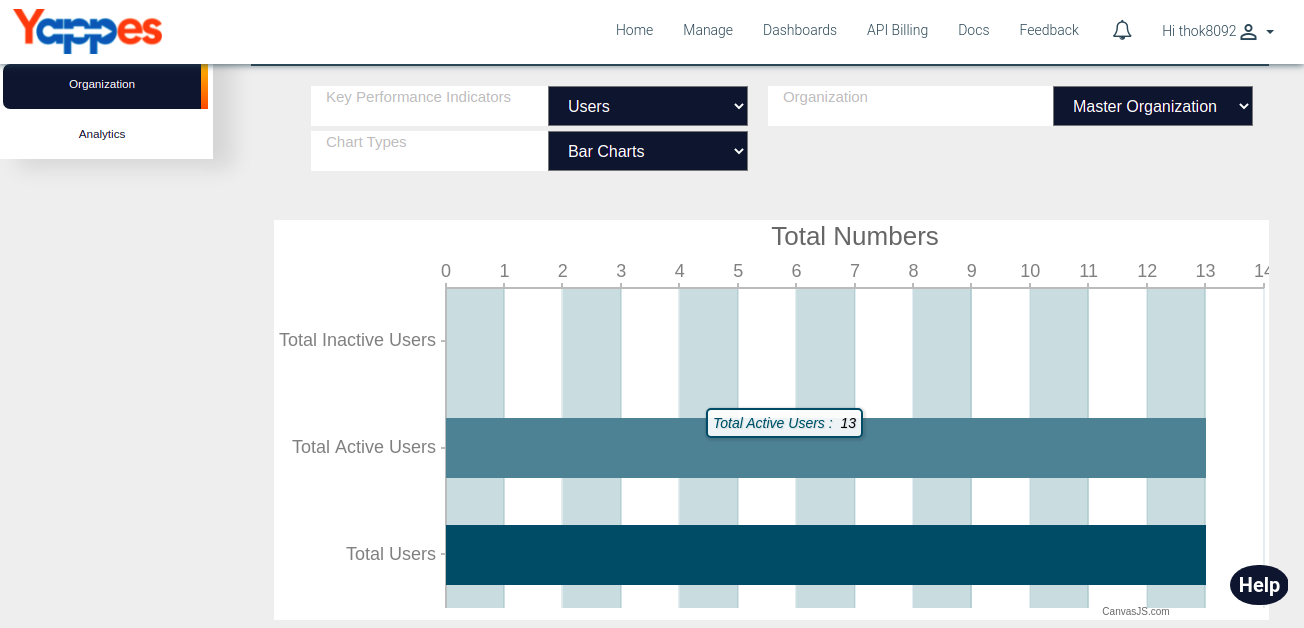 Yappes
Home Manage Dashboards API Billing Docs Feedback Hi thok8092
Organization
Analytics
Key Performance Indicators Users Organization Master Organization
Chart Types Bar Charts
Total Numbers
0 1 2 3 4 5 6 7 8 9 10 11 12 13 14
Total Inactive Users
Total Active Users : 13
Total Active Users
Total Users
Help
CanvasJS.com